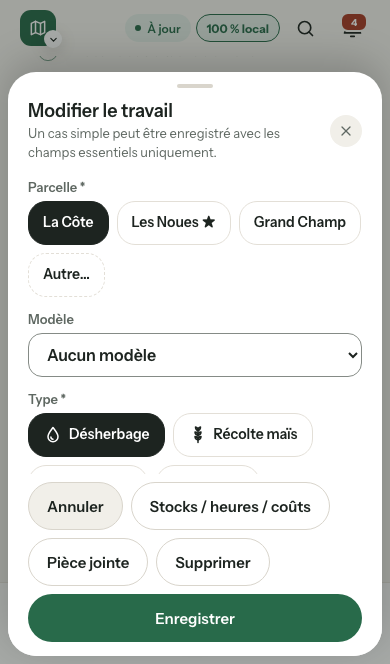 À jour
100 % local
4
Modifier le travail
Un cas simple peut être enregistré avec les
champs essentiels uniquement.
Parcelle *
La Côte
Les Noues ★
Grand Champ
Autre…
Modèle
Aucun modèle
Type *
Désherbage
Récolte maïs
Annuler
Stocks / heures / coûts
Pièce jointe
Supprimer
Enregistrer